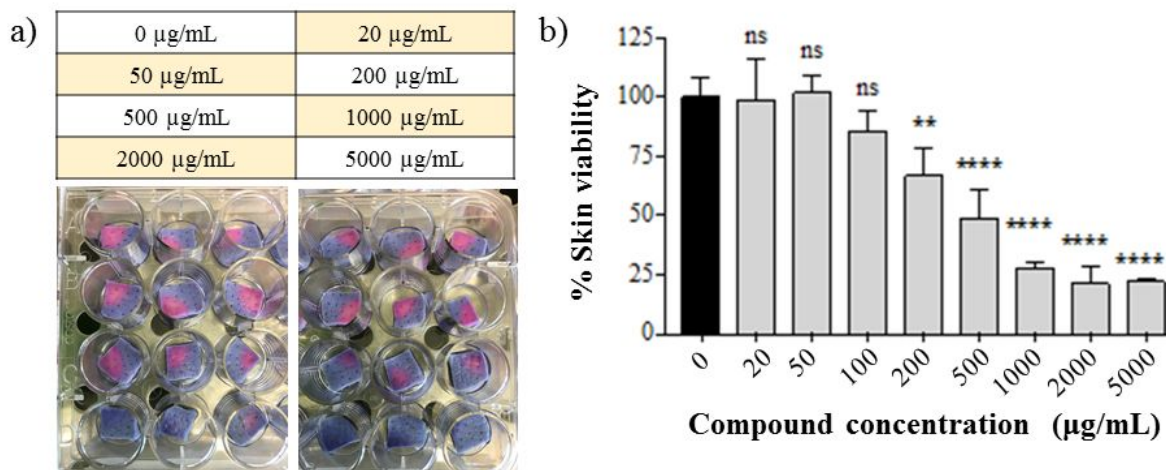 a)
0 µg/mL 20 µg/mL
50 µg/mL 200 µg/mL
500 µg/mL 1000 µg/mL
2000 µg/mL 5000 µg/mL
b)
% Skin viability
125
100
75
50
25
0
ns ns ns ** **** **** **** ****
0 20 50 100 200 500 1000 2000 5000
Compound concentration (µg/mL)